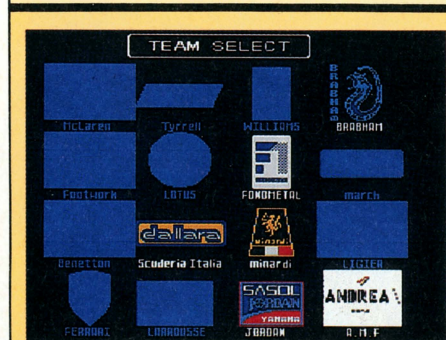 TEAM SELECT
BRABHAM
McLaren Tyrrell WILLIAMS BRABHAM
Footwork LOTUS FONDMETAL march
dallara
minardi
Benetton Scuderia Italia minardi LIGIER
SASOL
JORDAN
YAMAHA
ANDREA
FERRARI LARROUSSE JORDAN A.M.F